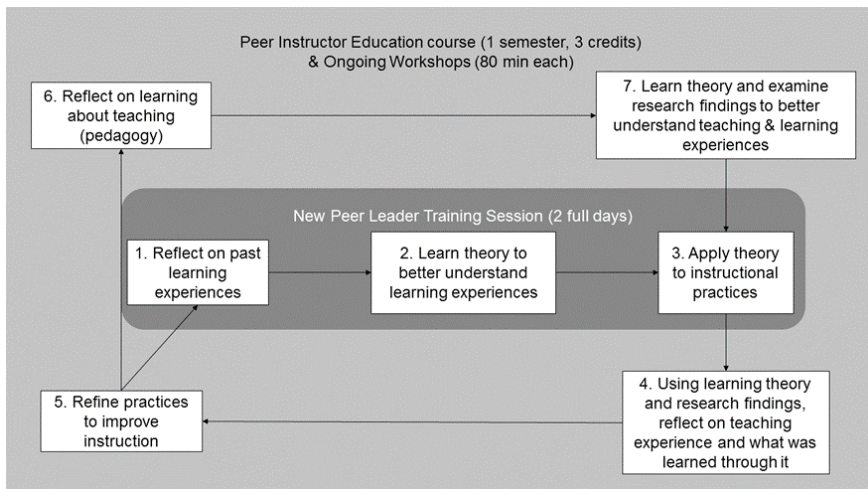 Peer Instructor Education course (1 semester, 3 credits)
& Ongoing Workshops (80 min each)
6. Reflect on learning
about teaching
(pedagogy)
7. Learn theory and examine
research findings to better
understand teaching & learning
experiences
New Peer Leader Training Session (2 full days)
1. Reflect on past
learning
experiences
2. Learn theory to
better understand
learning experiences
3. Apply theory
to instructional
practices
5. Refine practices
to improve
instruction
4. Using learning theory
and research findings,
reflect on teaching
experience and what was
learned through it